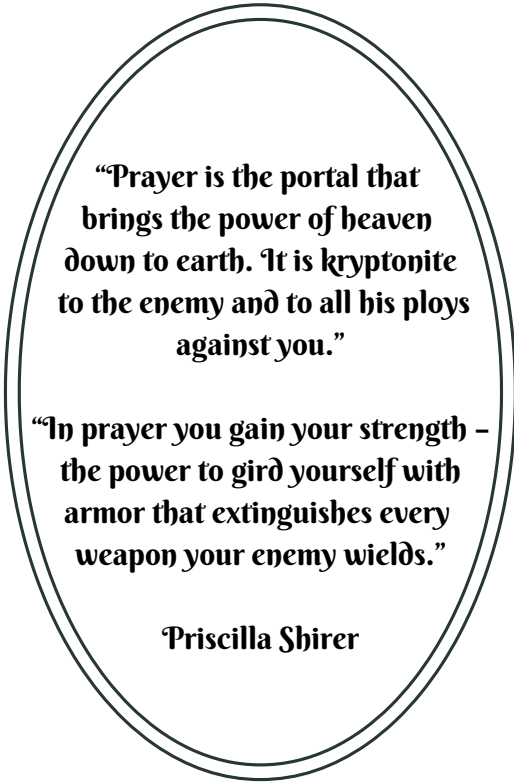 “Prayer is the portal that
brings the power of heaven
down to earth. It is kryptonite
to the enemy and to all his ploys
against you.”
“In prayer you gain your strength –
the power to gird yourself with
armor that extinguishes every
weapon your enemy wields.”
Priscilla Shirer